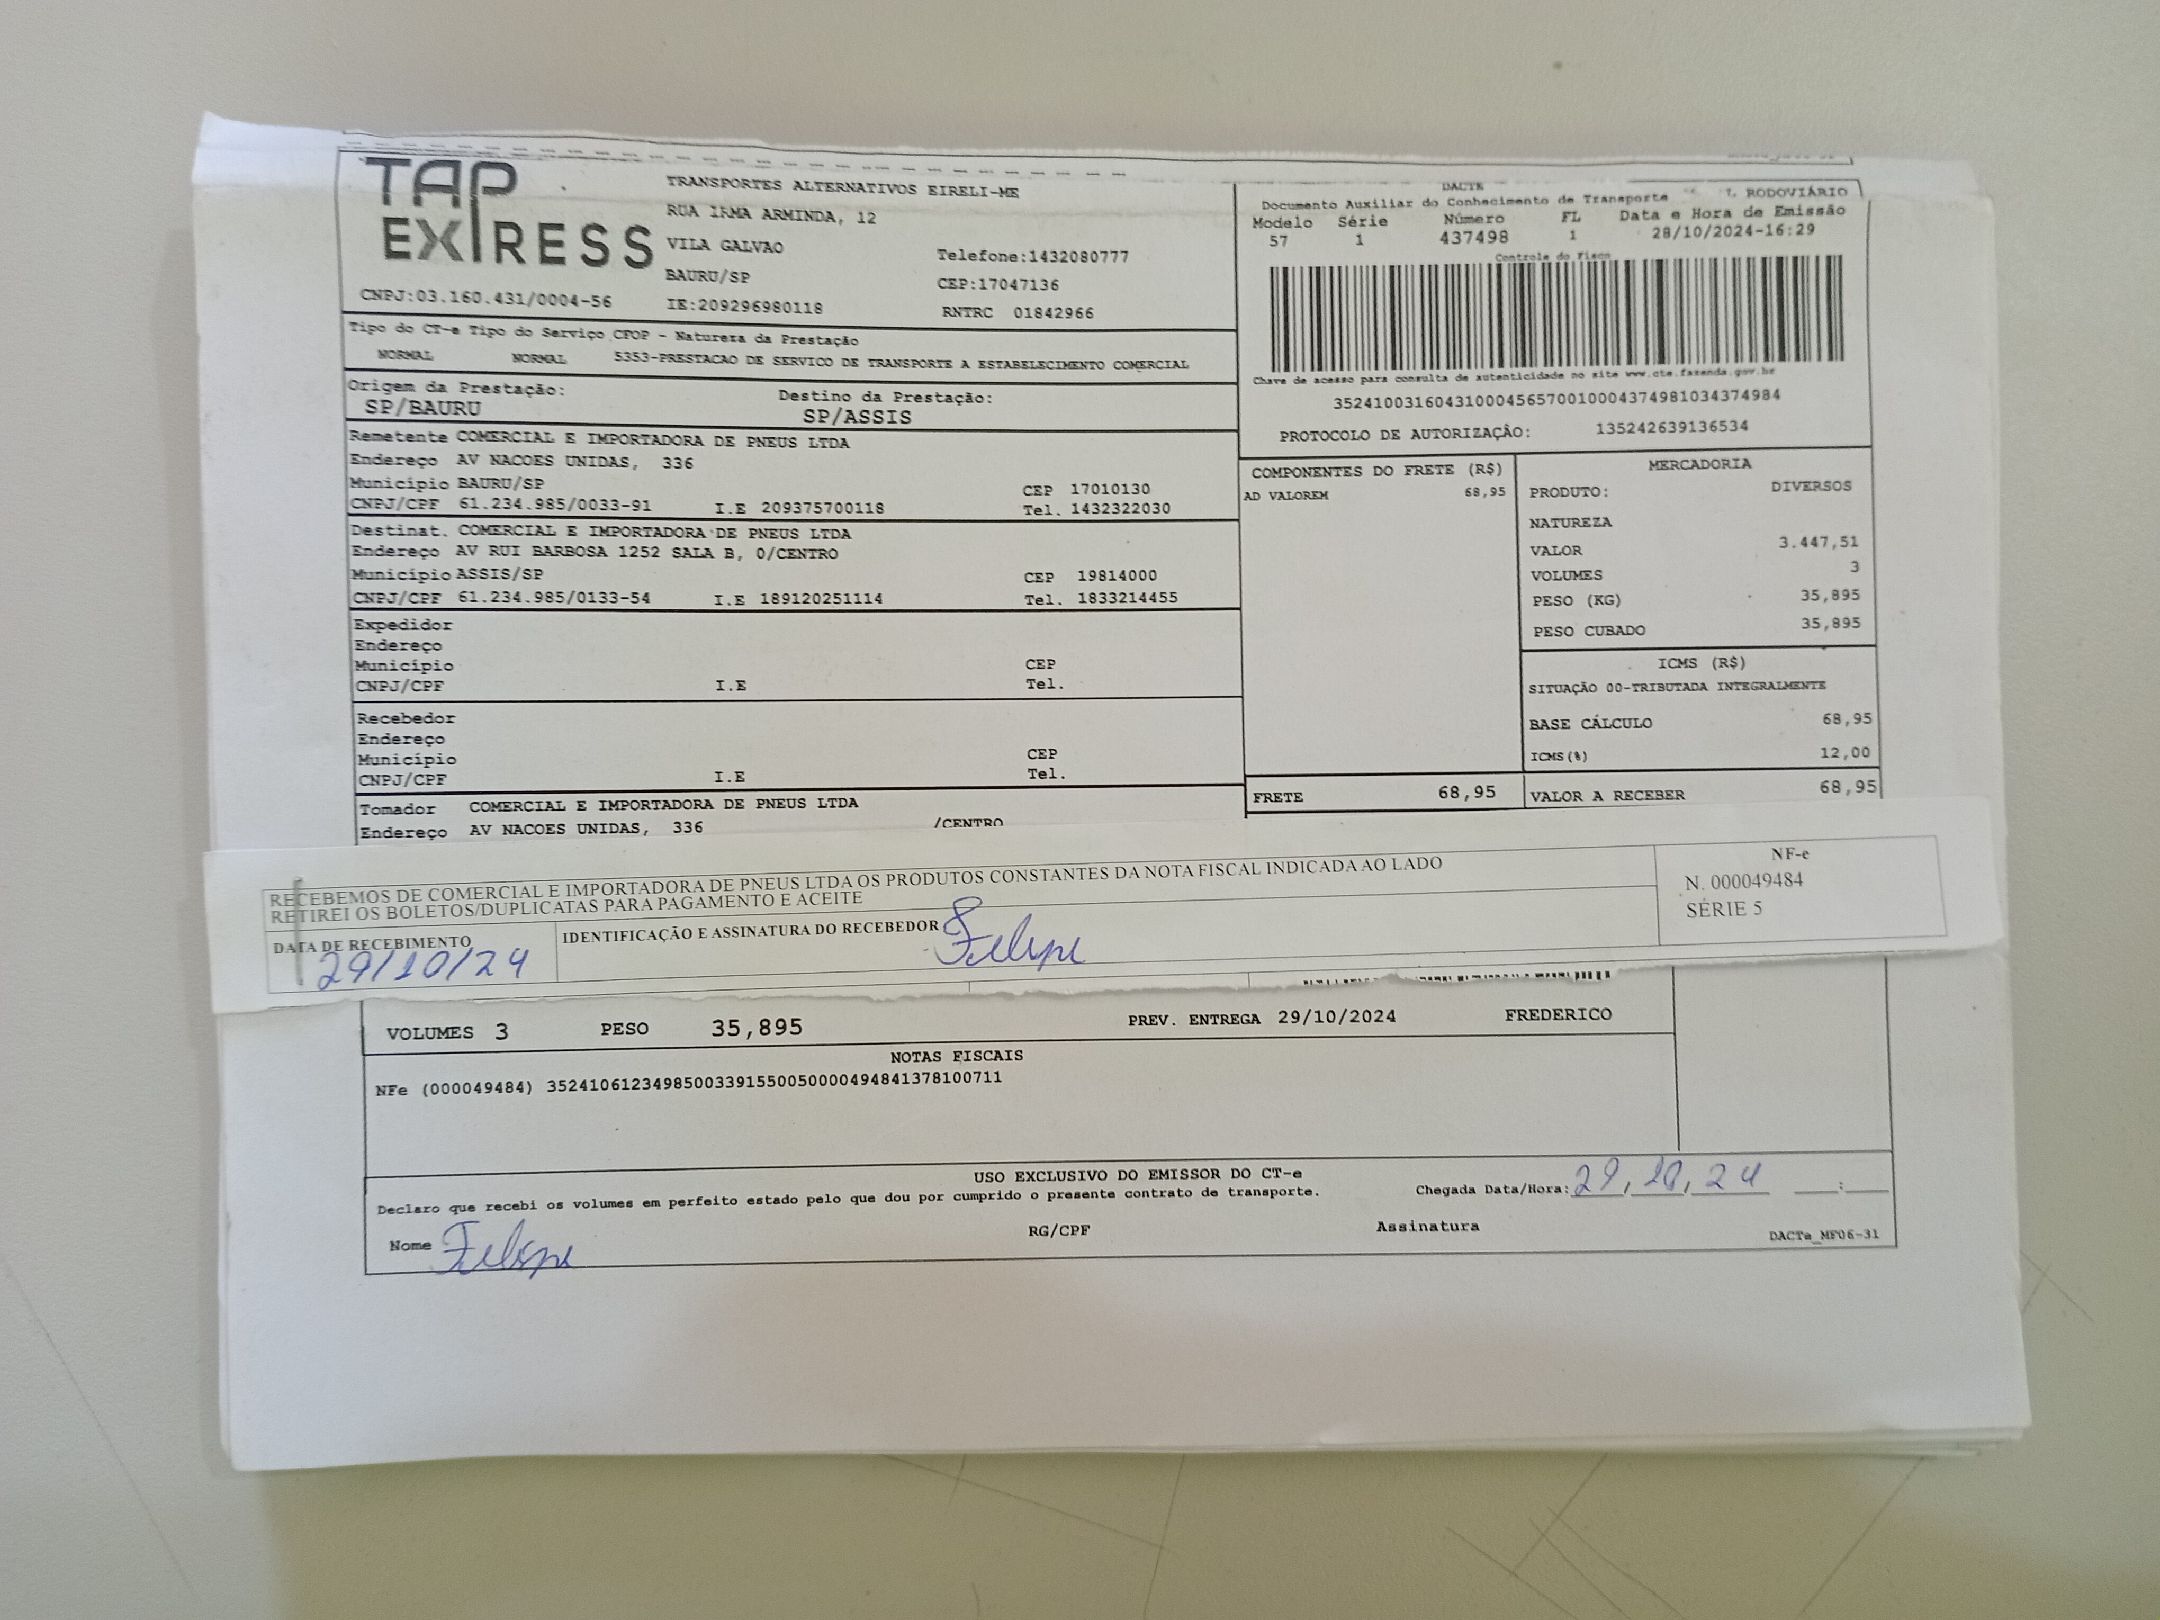 TAP EXPRESS
TRANSPORTES ALTERNATIVOS EIRELI-ME
RUA IRMA ARMINDA, 12
VILA GALVAO
Telefone:1432080777
BAURU/SP
CEP:17047136
CNPJ:03.160.431/0004-56
IE:209296980118
RNTRC 01842966
DACTE
Documento Auxiliar do Conhecimento de Transporte
RODOVIÁRIO
Modelo Série Número FL Data e Hora de Emissão
57 1 437498 1 28/10/2024-16:29
Controle do Fisco
Chave de acesso para consulta de autenticidade no site www.cte.fazenda.gov.br
35241003160431000456570010004374981034374984
PROTOCOLO DE AUTORIZAÇÃO: 135242639136534
Tipo do CT-e Tipo do Serviço CFOP - Natureza da Prestação
NORMAL NORMAL 5353-PRESTACAO DE SERVICO DE TRANSPORTE A ESTABELECIMENTO COMERCIAL
Origem da Prestação: Destino da Prestação:
SP/BAURU SP/ASSIS
Remetente COMERCIAL E IMPORTADORA DE PNEUS LTDA
Endereço AV NACOES UNIDAS, 336
Município BAURU/SP CEP 17010130
CNPJ/CPF 61.234.985/0033-91 I.E 209375700118 Tel. 1432322030
Destinat. COMERCIAL E IMPORTADORA DE PNEUS LTDA
Endereço AV RUI BARBOSA 1252 SALA B, 0/CENTRO
Município ASSIS/SP CEP 19814000
CNPJ/CPF 61.234.985/0133-54 I.E 189120251114 Tel. 1833214455
Expedidor
Endereço
Município CEP
CNPJ/CPF I.E Tel.
Recebedor
Endereço
Município CEP
CNPJ/CPF I.E Tel.
Tomador COMERCIAL E IMPORTADORA DE PNEUS LTDA
Endereço AV NACOES UNIDAS, 336 /CENTRO
COMPONENTES DO FRETE (R$)
AD VALOREM 68,95
FRETE 68,95
MERCADORIA
PRODUTO: DIVERSOS
NATUREZA
VALOR 3.447,51
VOLUMES 3
PESO (KG) 35,895
PESO CUBADO 35,895
ICMS (R$)
SITUAÇÃO 00-TRIBUTADA INTEGRALMENTE
BASE CÁLCULO 68,95
ICMS(%) 12,00
VALOR A RECEBER 68,95
RECEBEMOS DE COMERCIAL E IMPORTADORA DE PNEUS LTDA OS PRODUTOS CONSTANTES DA NOTA FISCAL INDICADA AO LADO
RETIREI OS BOLETOS/DUPLICATAS PARA PAGAMENTO E ACEITE
DATA DE RECEBIMENTO
29/10/24
IDENTIFICAÇÃO E ASSINATURA DO RECEBEDOR
Felipe
NF-e
N. 000049484
SÉRIE 5
VOLUMES 3 PESO 35,895 PREV. ENTREGA 29/10/2024 FREDERICO
NOTAS FISCAIS
NFe (000049484) 35241061234985003391550050000494841378100711
USO EXCLUSIVO DO EMISSOR DO CT-e
Declaro que recebi os volumes em perfeito estado pelo que dou por cumprido o presente contrato de transporte.
Chegada Data/Hora: 29, 10, 24 :
Nome Felipe RG/CPF Assinatura
DACTe_MF06-31